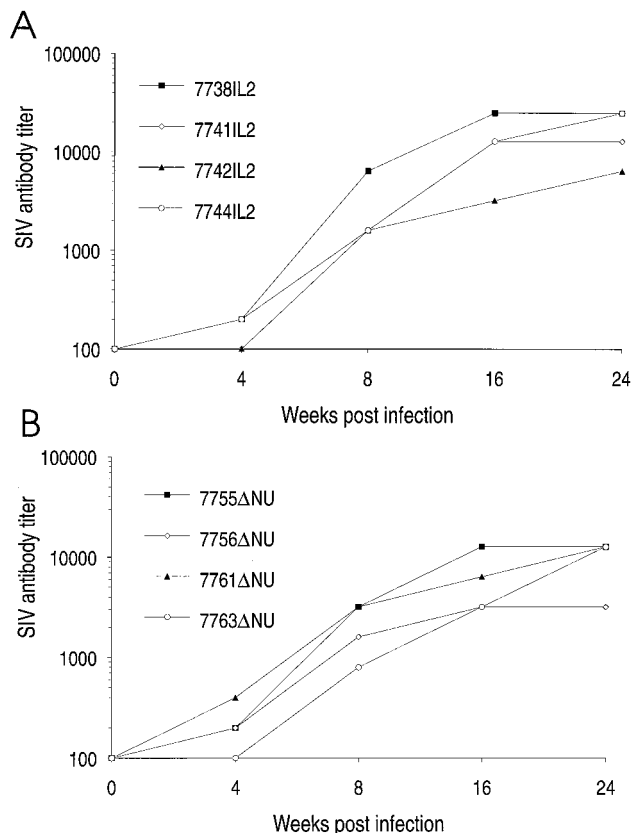 A
100000
10000
1000
100
SIV antibody titer
7738IL2
7741IL2
7742IL2
7744IL2
0 4 8 16 24
Weeks post infection
B
100000
10000
1000
100
SIV antibody titer
7755ΔNU
7756ΔNU
7761ΔNU
7763ΔNU
0 4 8 16 24
Weeks post infection